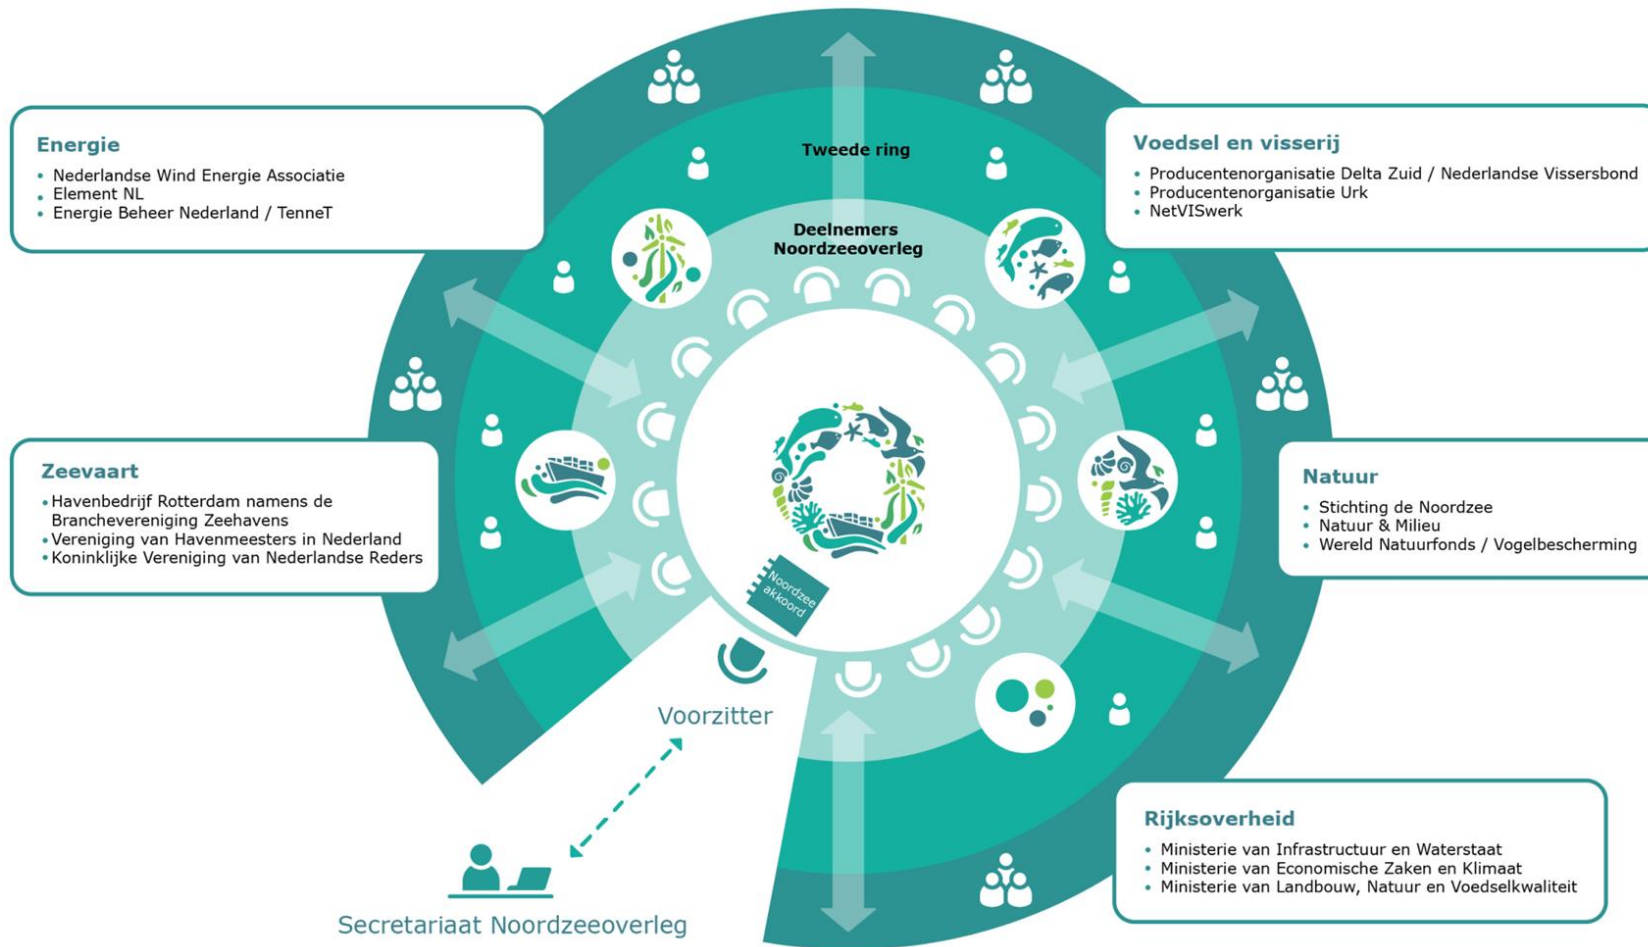 Energie
Nederlandse Wind Energie Associatie
Element NL
Energie Beheer Nederland / TenneT
Tweede ring
Deelnemers
Noordzeeoverleg
Voedsel en visserij
Producentenorganisatie Delta Zuid / Nederlandse Vissersbond
Producentenorganisatie Urk
NetVISwerk
Zeevaart
Havenbedrijf Rotterdam namens de
Branchevereniging Zeehavens
Vereniging van Havenmeesters in Nederland
Koninklijke Vereniging van Nederlandse Reders
Natuur
Stichting de Noordzee
Natuur & Milieu
Wereld Natuurfonds / Vogelbescherming
Noordzee
akkoord
Voorzitter
Secretariaat Noordzeeoverleg
Rijksoverheid
Ministerie van Infrastructuur en Waterstaat
Ministerie van Economische Zaken en Klimaat
Ministerie van Landbouw, Natuur en Voedselkwaliteit